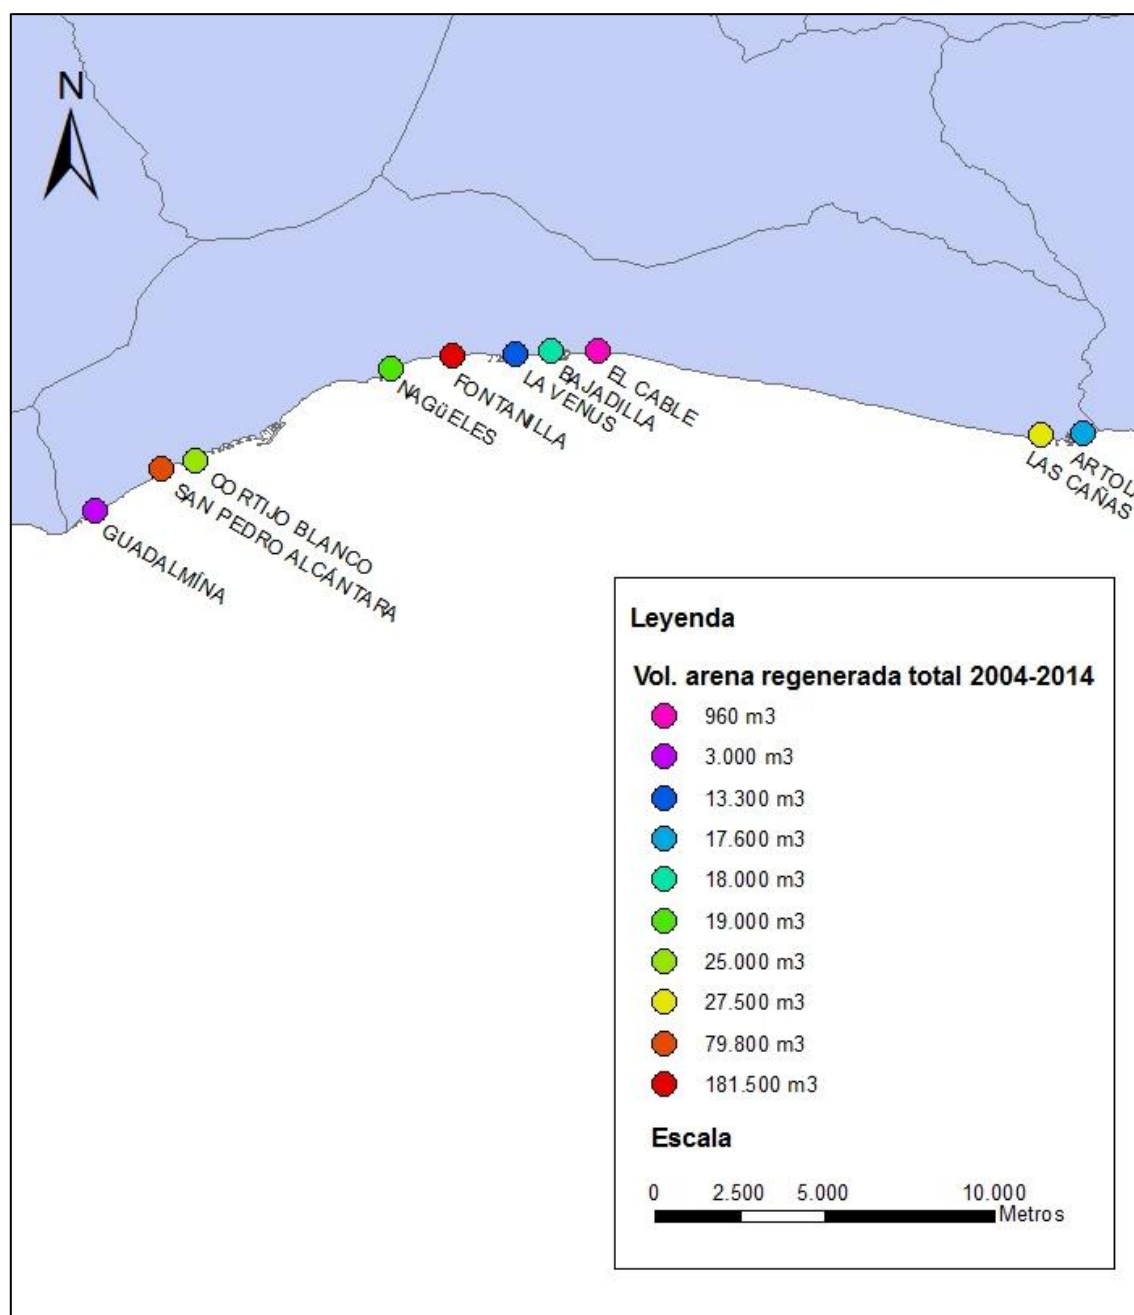 N
NAGÜELES
FONTANILLA
LA VENUS
BAJADILLA
EL CABLE
LAS CAÑAS
ARTOL
CORTIJO BLANCO
SAN PEDRO ALCÁNTARA
GUADALMÍNA
Leyenda
Vol. arena regenerada total 2004-2014
960 m3
3.000 m3
13.300 m3
17.600 m3
18.000 m3
19.000 m3
25.000 m3
27.500 m3
79.800 m3
181.500 m3
Escala
0 2.500 5.000 10.000
Metros